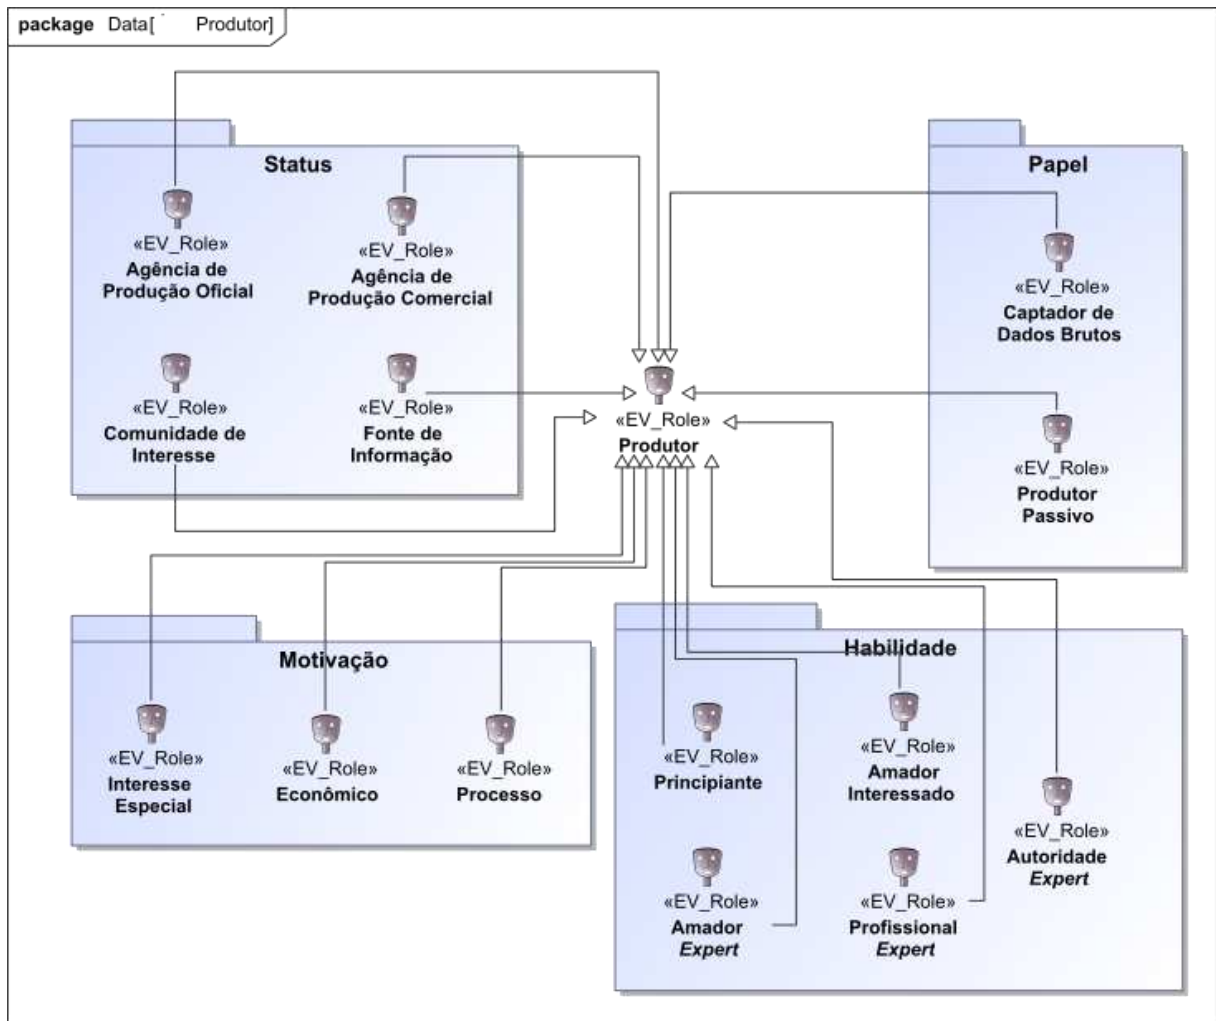 package Data[ Produtor]
Status
«EV_Role»
Agência de
Produção Oficial
«EV_Role»
Agência de
Produção Comercial
«EV_Role»
Comunidade de
Interesse
«EV_Role»
Fonte de
Informação
Papel
«EV_Role»
Captador de
Dados Brutos
«EV_Role»
Produtor
Passivo
«EV_Role»
Produtor
Motivação
«EV_Role»
Interesse
Especial
«EV_Role»
Econômico
«EV_Role»
Processo
Habilidade
«EV_Role»
Principiante
«EV_Role»
Amador
Interessado
«EV_Role»
Autoridade
Expert
«EV_Role»
Amador
Expert
«EV_Role»
Profissional
Expert